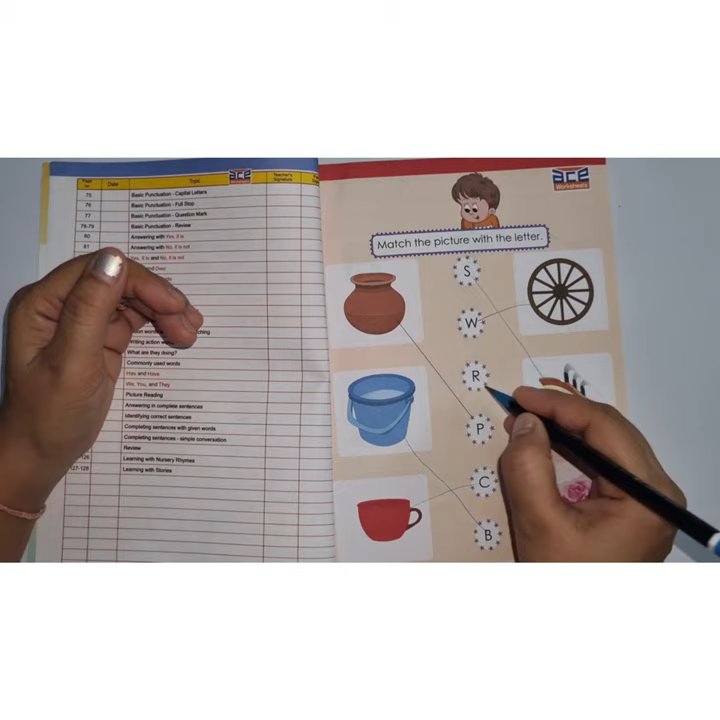 Page No
Date
Topic
ace Worksheets
Teacher's Signature
75 Basic Punctuation - Capital Letters
76 Basic Punctuation - Full Stop
77 Basic Punctuation - Question Mark
78-79 Basic Punctuation - Review
80 Answering with Yes, it is
81 Answering with No, it is not
Yes, it is and No, it is not
What are they doing?
Commonly used words
Has and Have
We, You, and They
Picture Reading
Answering in complete sentences
Identifying correct sentences
Completing sentences with given words
Completing sentences - simple conversation
Review
Learning with Nursery Rhymes
127-128 Learning with Stories
ace Worksheets
Match the picture with the letter.
S
W
R
P
C
B